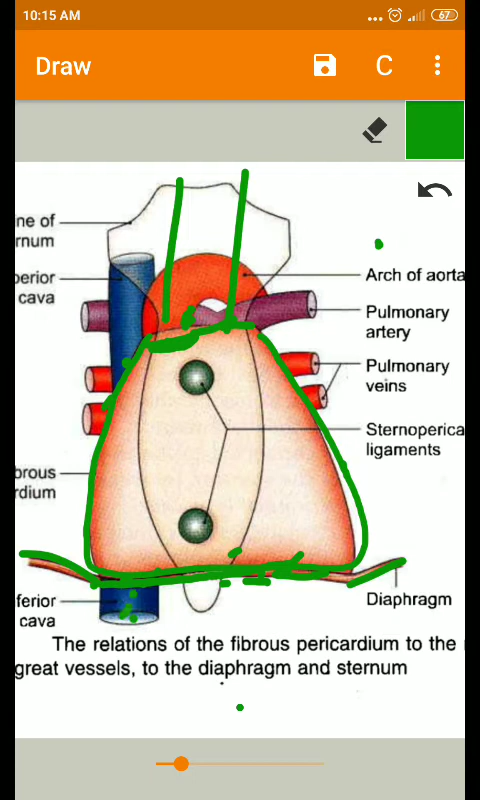 10:15 AM
67
Draw
C
ne of
rnum
Arch of aorta
perior
cava
Pulmonary
artery
Pulmonary
veins
Sternoperica
ligaments
brous
rdium
ferior
cava
Diaphragm
The relations of the fibrous pericardium to the
great vessels, to the diaphragm and sternum